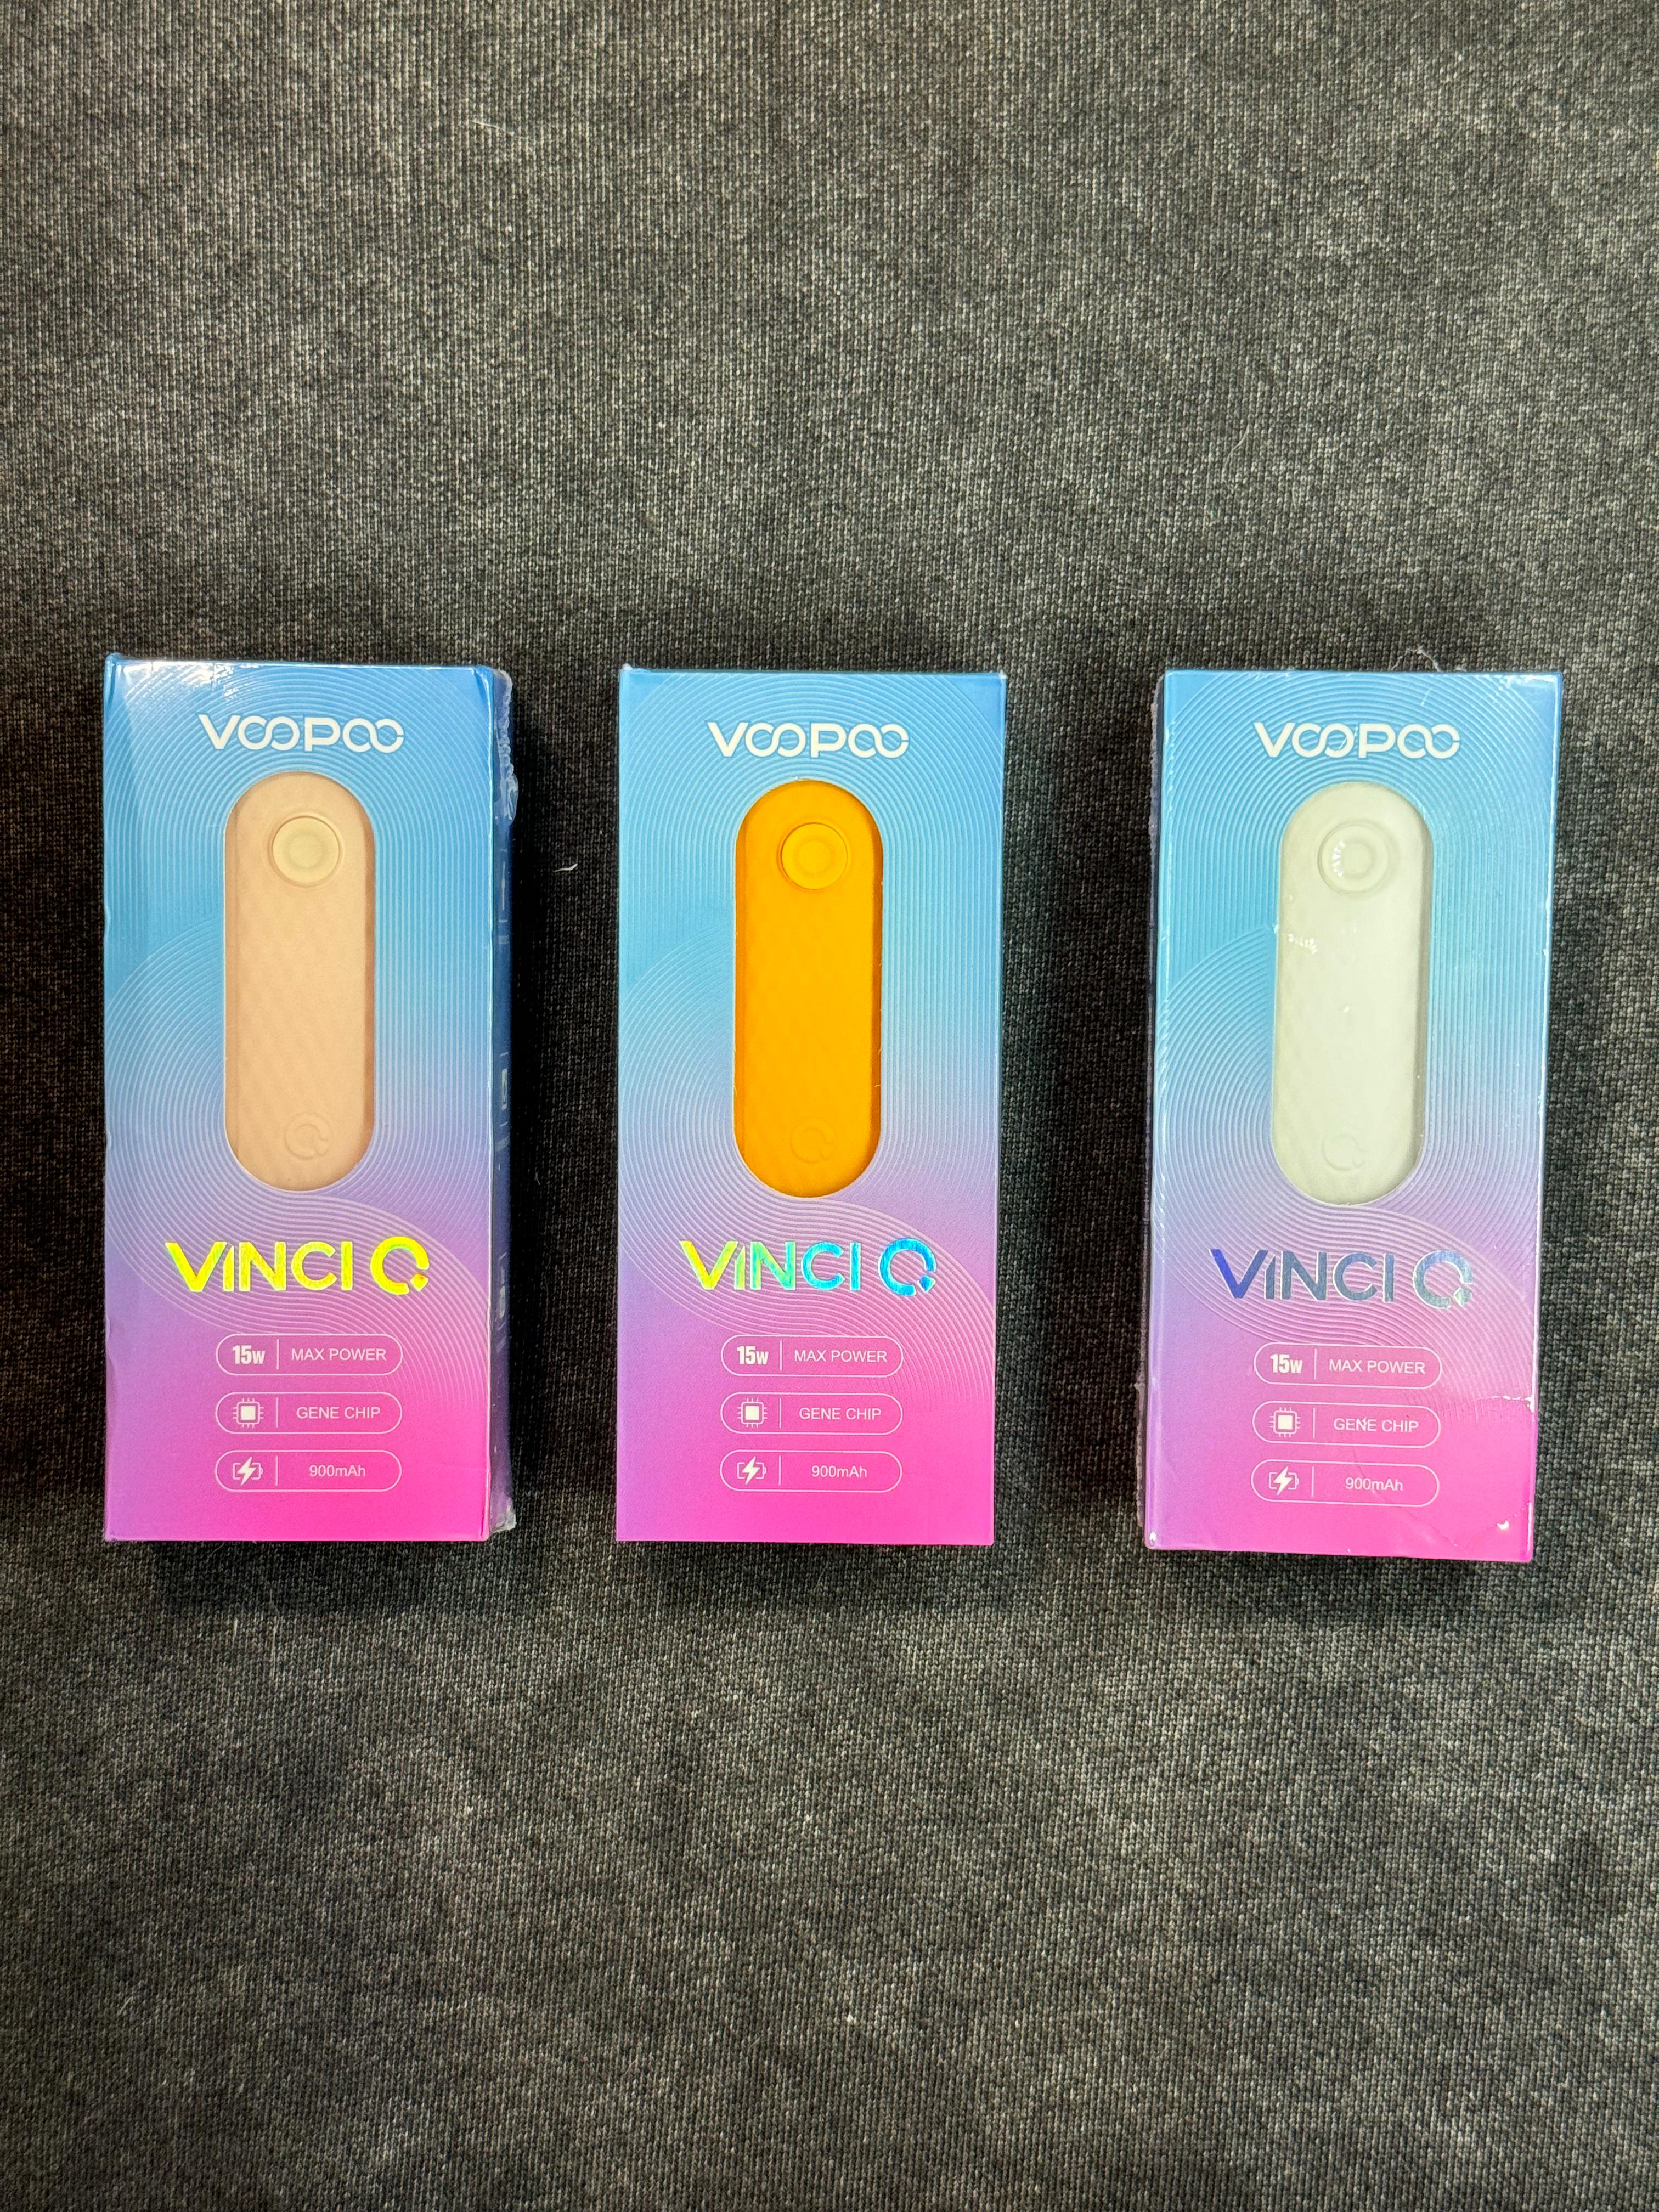 VOOPOO
VINCI Q
15W MAX POWER
GENE CHIP
900mAh
VOOPOO
VINCI Q
15W MAX POWER
GENE CHIP
900mAh
VOOPOO
VINCI Q
15W MAX POWER
GENE CHIP
900mAh